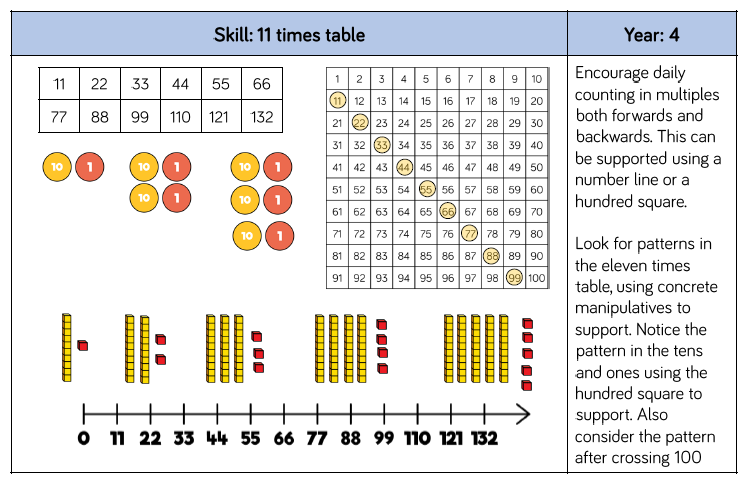 Skill: 11 times table
Year: 4
11 22 33 44 55 66
77 88 99 110 121 132
10 1 10 1 10 1
10 1 10 1
10 1
1 2 3 4 5 6 7 8 9 10
11 12 13 14 15 16 17 18 19 20
21 22 23 24 25 26 27 28 29 30
31 32 33 34 35 36 37 38 39 40
41 42 43 44 45 46 47 48 49 50
51 52 53 54 55 56 57 58 59 60
61 62 63 64 65 66 67 68 69 70
71 72 73 74 75 76 77 78 79 80
81 82 83 84 85 86 87 88 89 90
91 92 93 94 95 96 97 98 99 100
0 11 22 33 44 55 66 77 88 99 110 121 132
Encourage daily
counting in multiples
both forwards and
backwards. This can
be supported using a
number line or a
hundred square.
Look for patterns in
the eleven times
table, using concrete
manipulatives to
support. Notice the
pattern in the tens
and ones using the
hundred square to
support. Also
consider the pattern
after crossing 100